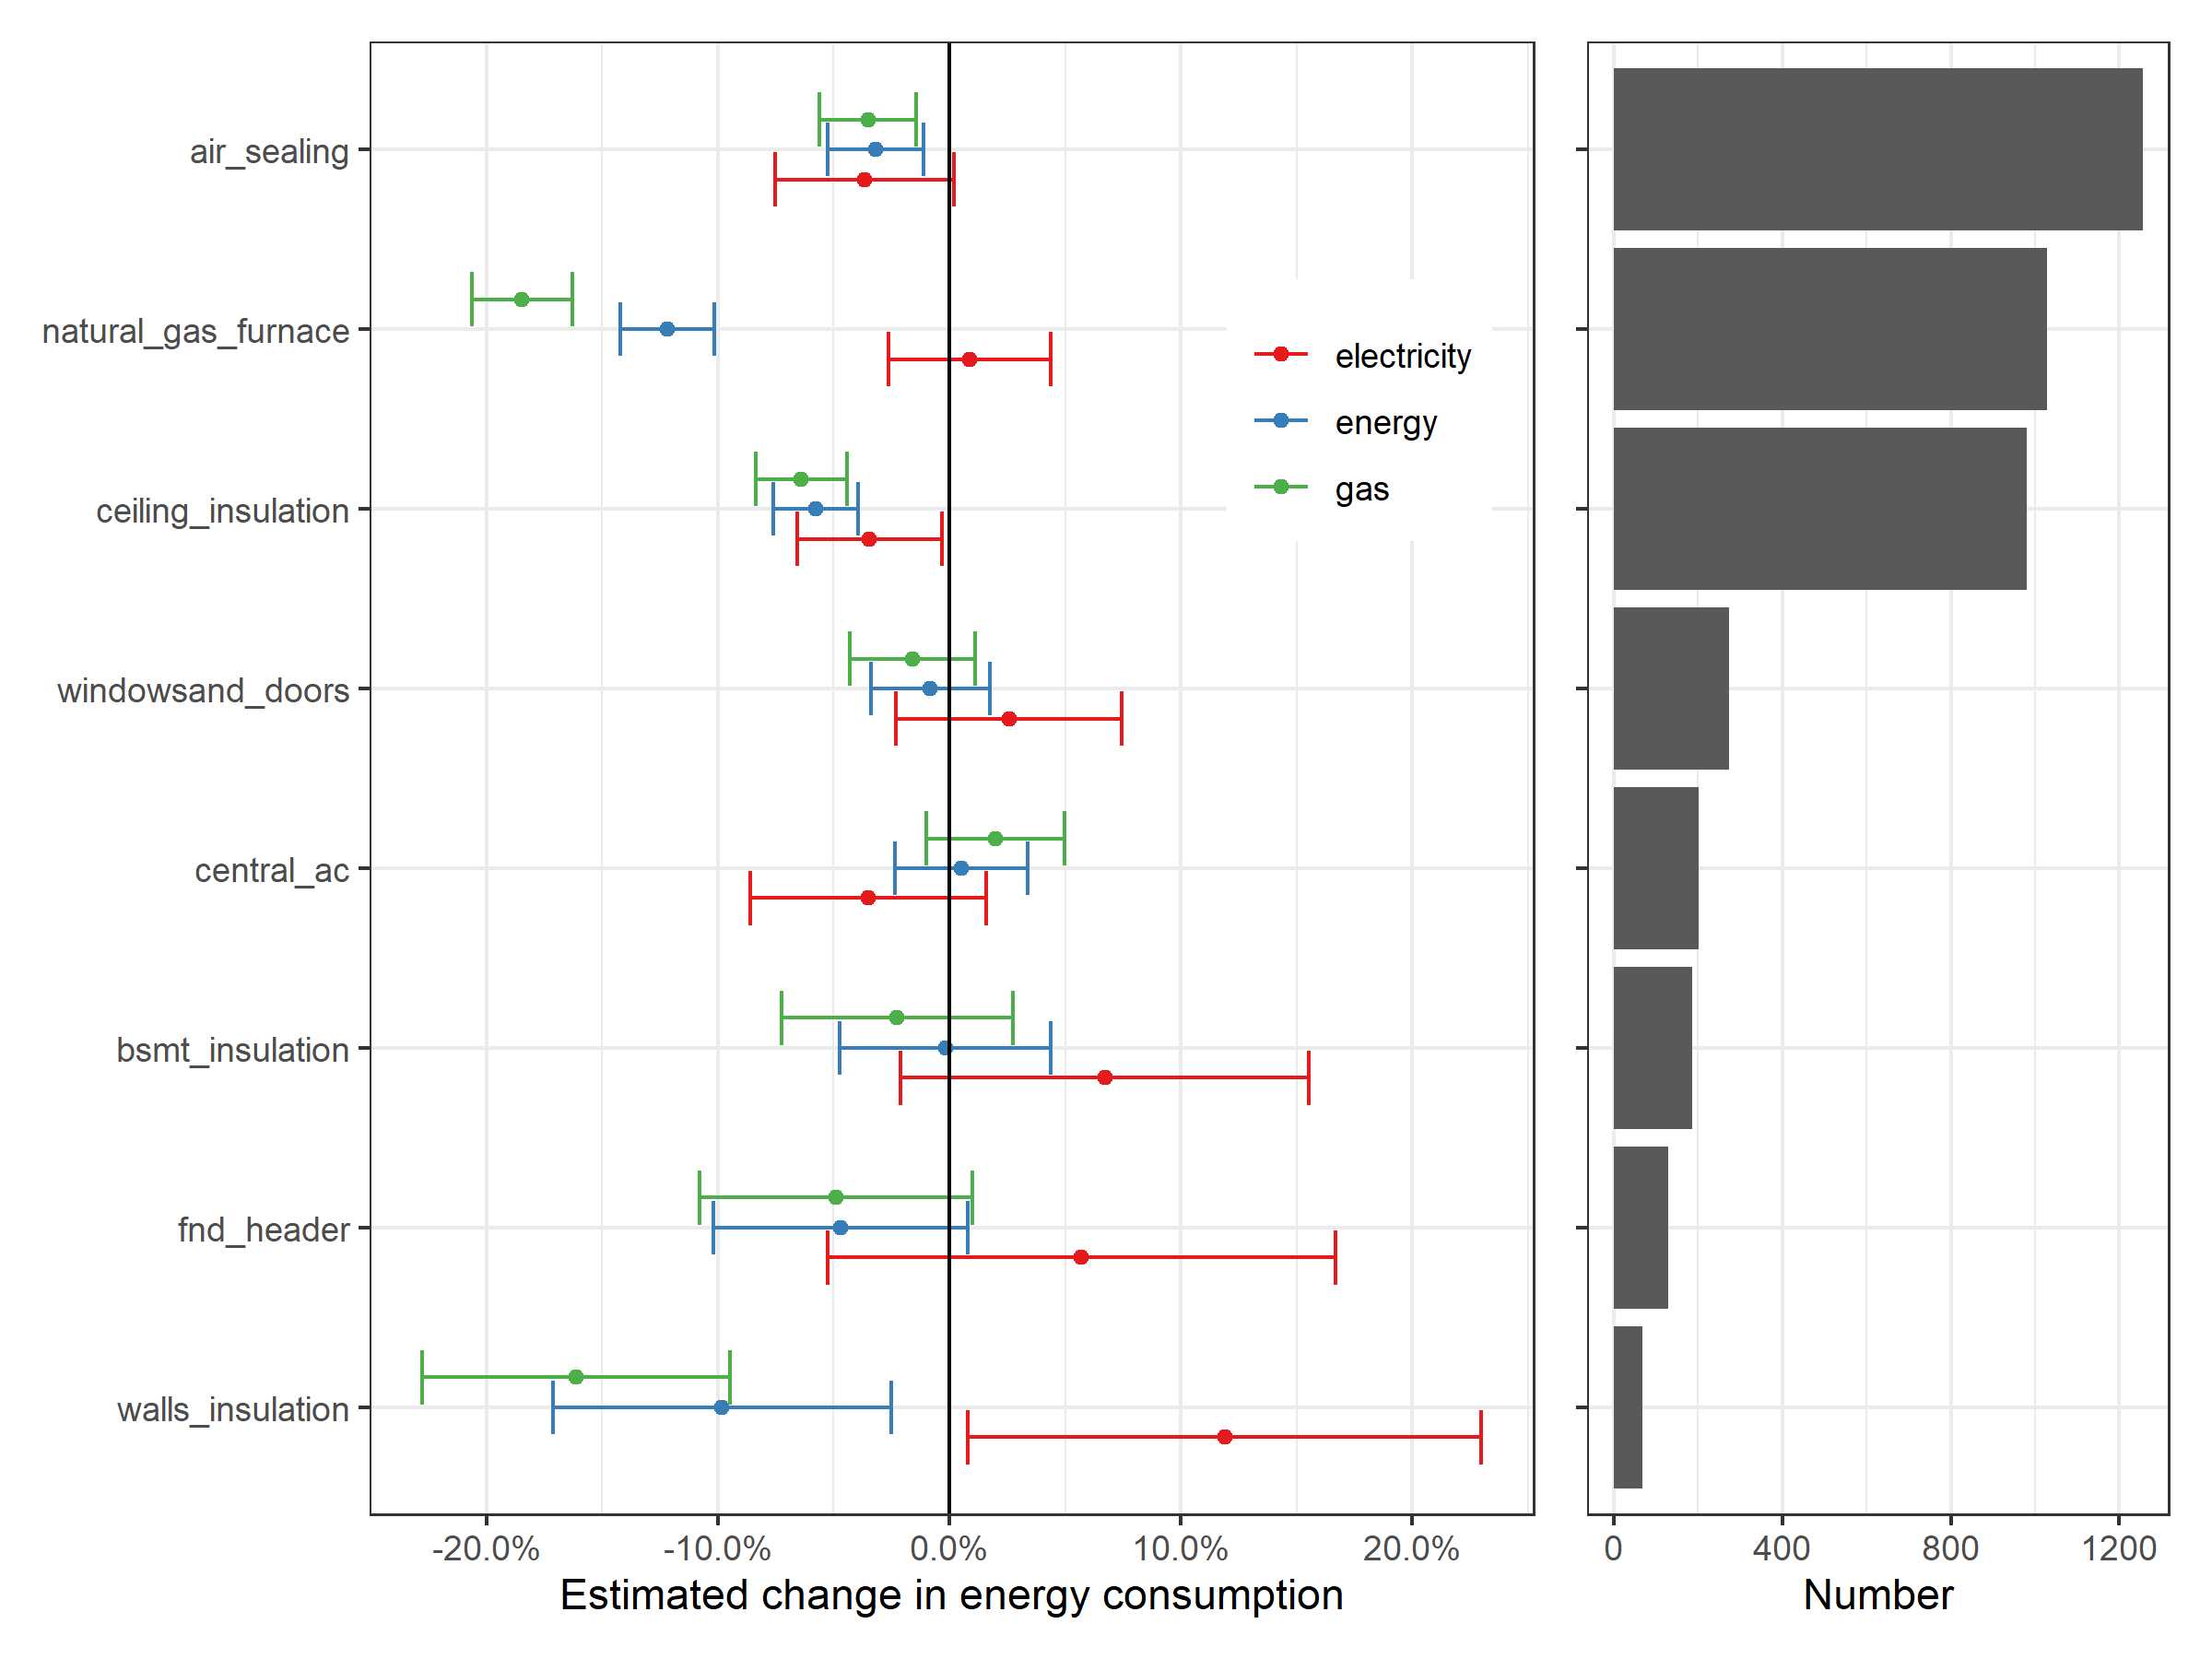 air_sealing
natural_gas_furnace
ceiling_insulation
windowsand_doors
central_ac
bsmt_insulation
fnd_header
walls_insulation
electricity
energy
gas
-20.0% -10.0% 0.0% 10.0% 20.0%
Estimated change in energy consumption
0 400 800 1200
Number